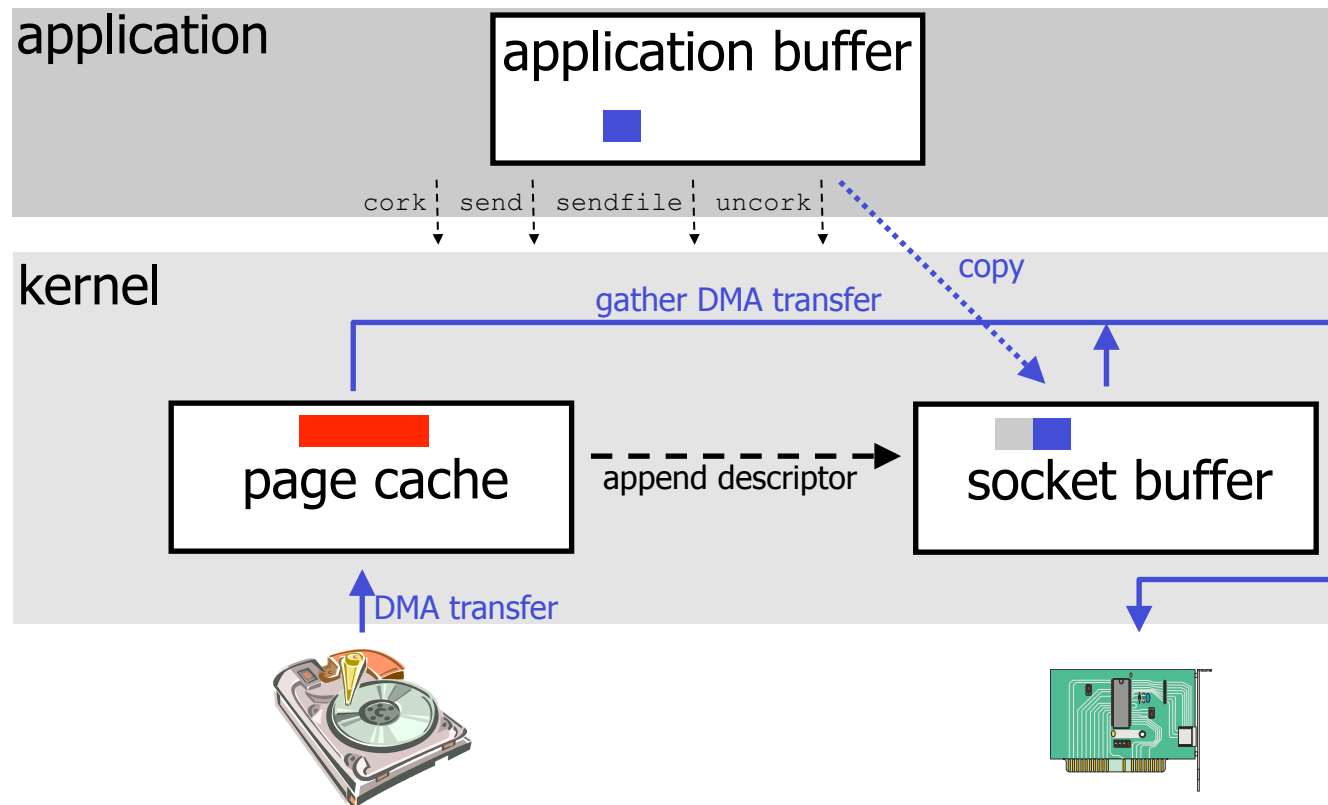 application
application buffer
cork send sendfile uncork
kernel
copy
gather DMA transfer
page cache
append descriptor
socket buffer
DMA transfer